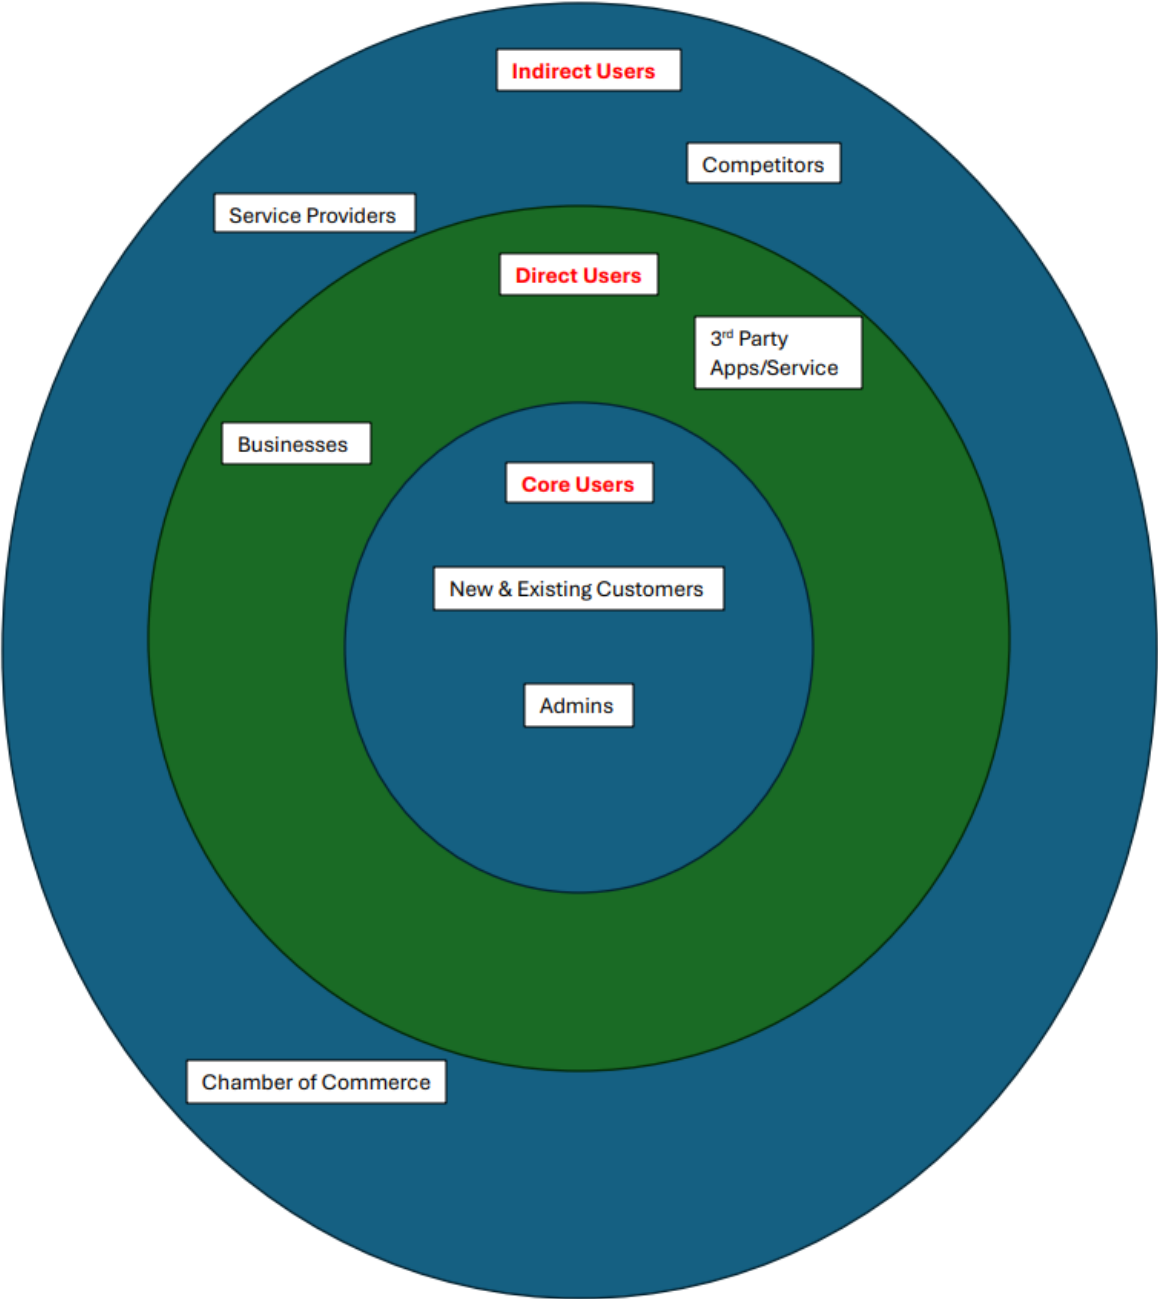 Indirect Users
Competitors
Service Providers
Direct Users
3rd Party
Apps/Service
Businesses
Core Users
New & Existing Customers
Admins
Chamber of Commerce